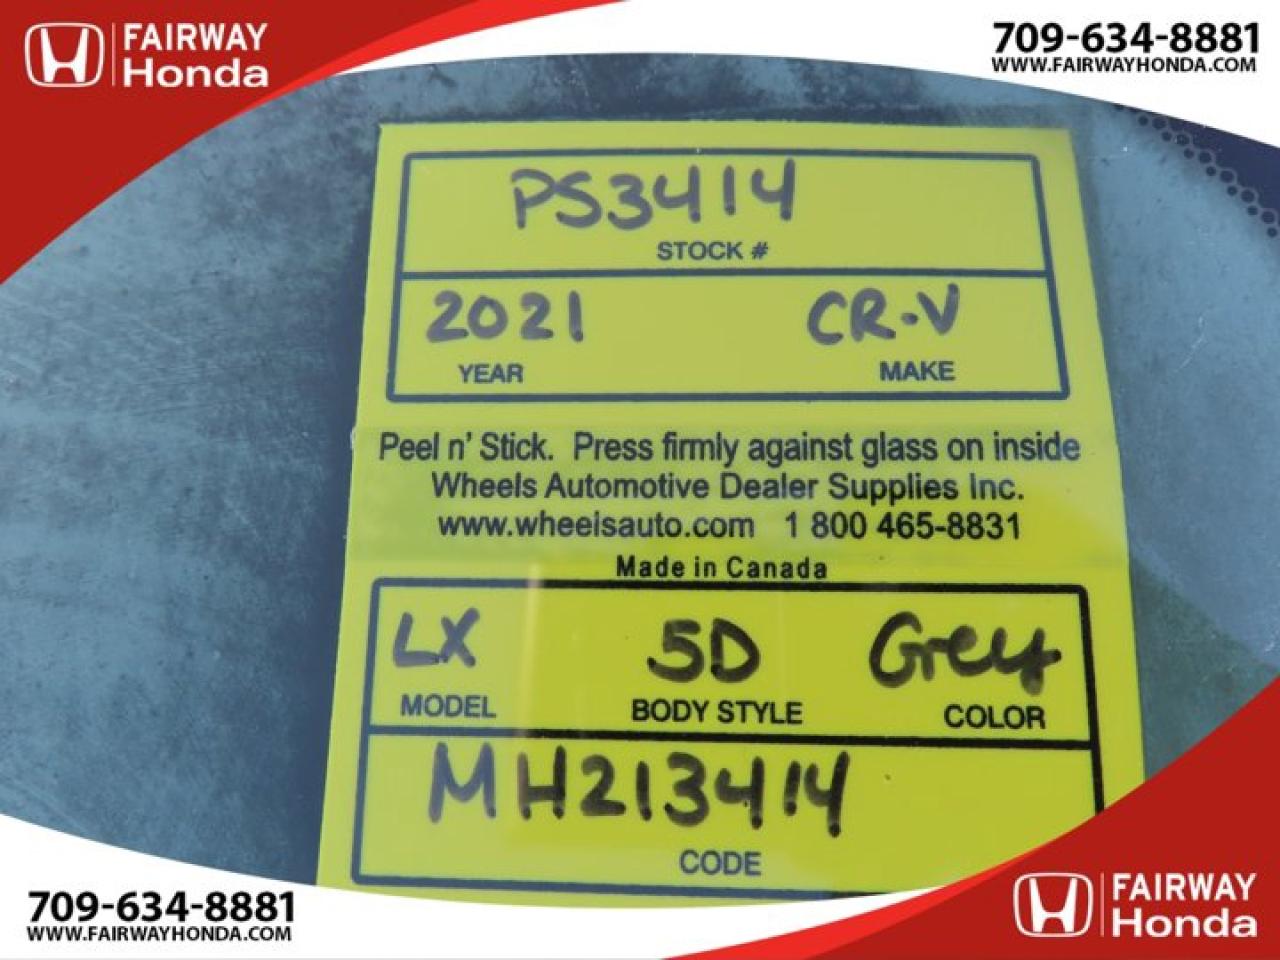 FAIRWAY
Honda
709-634-8881
WWW.FAIRWAYHONDA.COM
PS3414
STOCK #
2021 CR-V
YEAR MAKE
Peel n' Stick. Press firmly against glass on inside
Wheels Automotive Dealer Supplies Inc.
www.wheelsauto.com 1 800 465-8831
Made in Canada
LX 5D Grey
MODEL BODY STYLE COLOR
MH213414
CODE
709-634-8881
WWW.FAIRWAYHONDA.COM
FAIRWAY
Honda